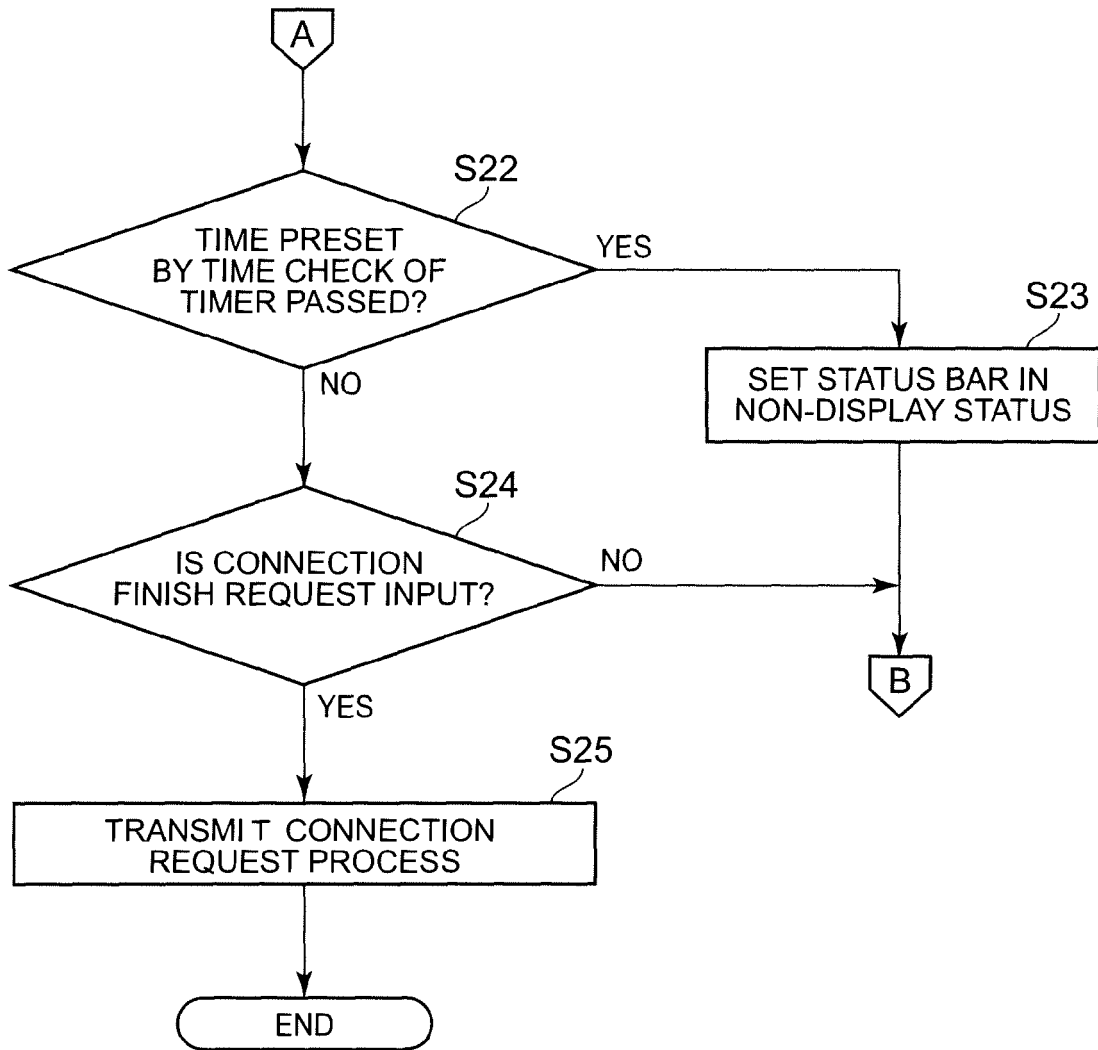 A
S22
TIME PRESET
BY TIME CHECK OF
TIMER PASSED?
YES
S23
SET STATUS BAR IN
NON-DISPLAY STATUS
NO
S24
IS CONNECTION
FINISH REQUEST INPUT?
NO
B
YES
S25
TRANSMIT CONNECTION
REQUEST PROCESS
END